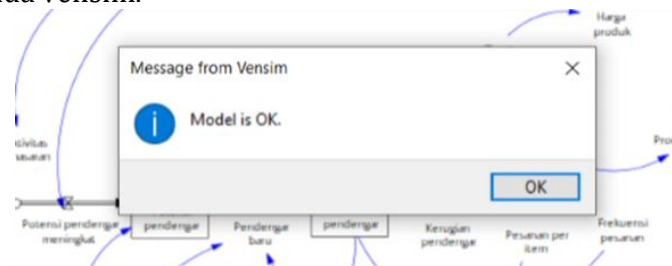 Vensim.
Harga
produk
Message from Vensim
Model is OK.
OK
Potensi pendengar
meningkat
pendengar
Pendengar
baru
pendengar
Kerugian
pendengar
Pesanan per
item
Frekuensi
pesanan